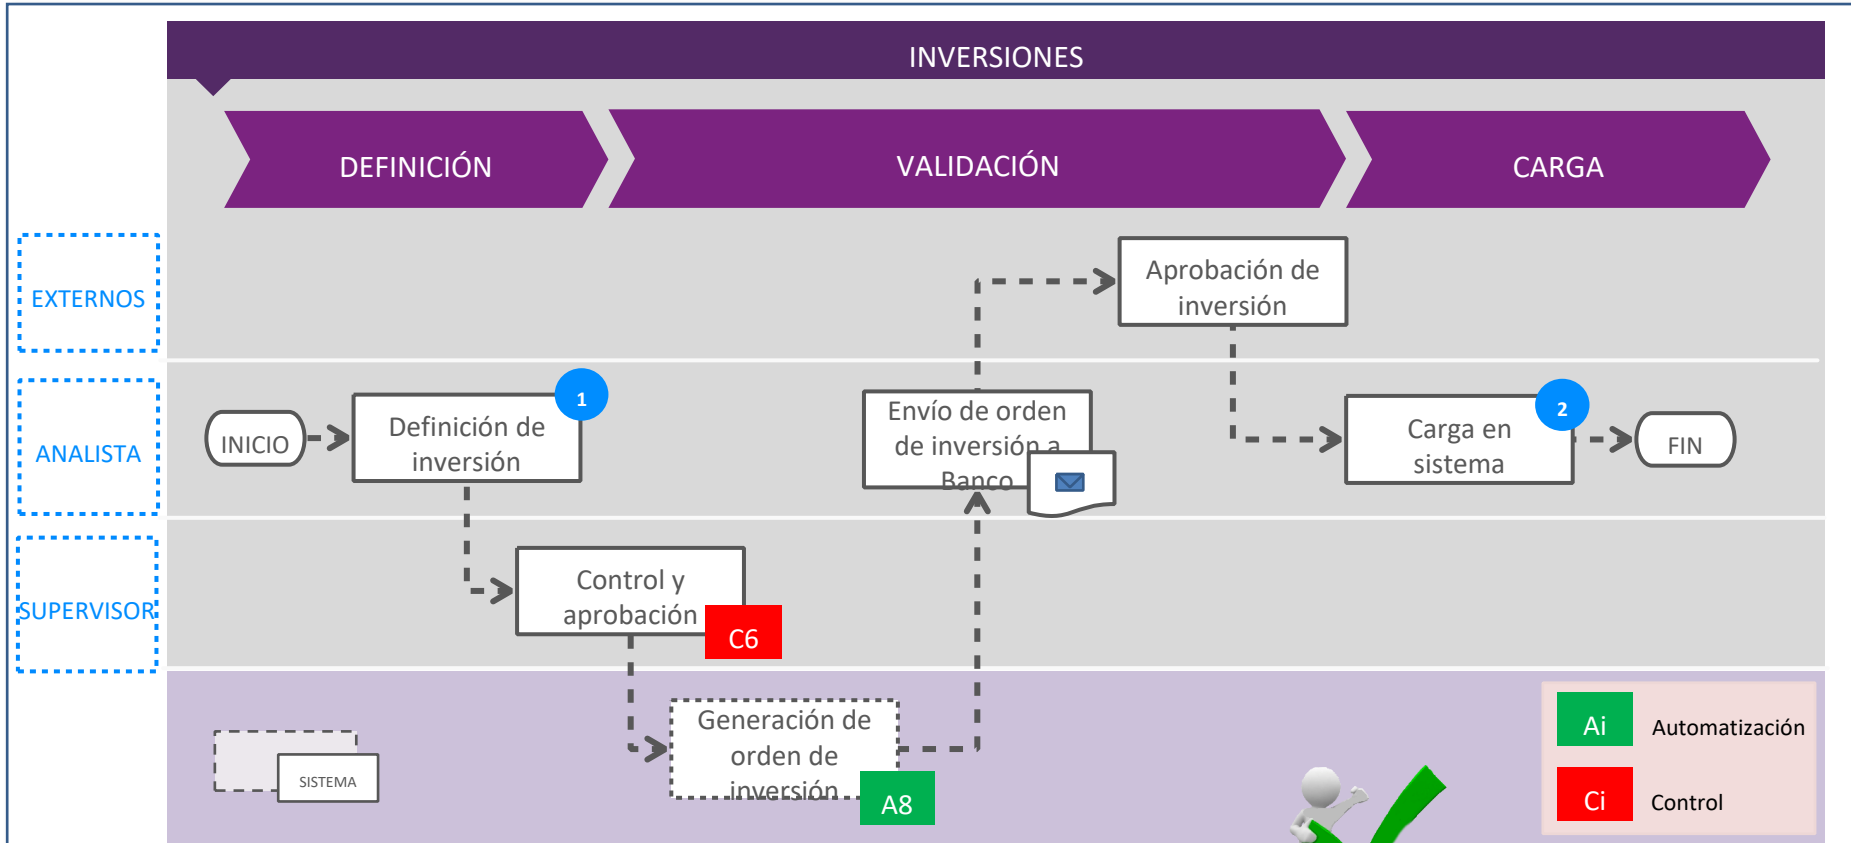 INVERSIONES
DEFINICIÓN
VALIDACIÓN
CARGA
EXTERNOS
Aprobación de
inversión
ANALISTA
INICIO
Definición de
inversión
1
Envío de orden
de inversión a
Banco
Carga en
sistema
2
FIN
SUPERVISOR
Control y
aprobación
C6
SISTEMA
Generación de
orden de
inversión
A8
Ai
Automatización
Ci
Control